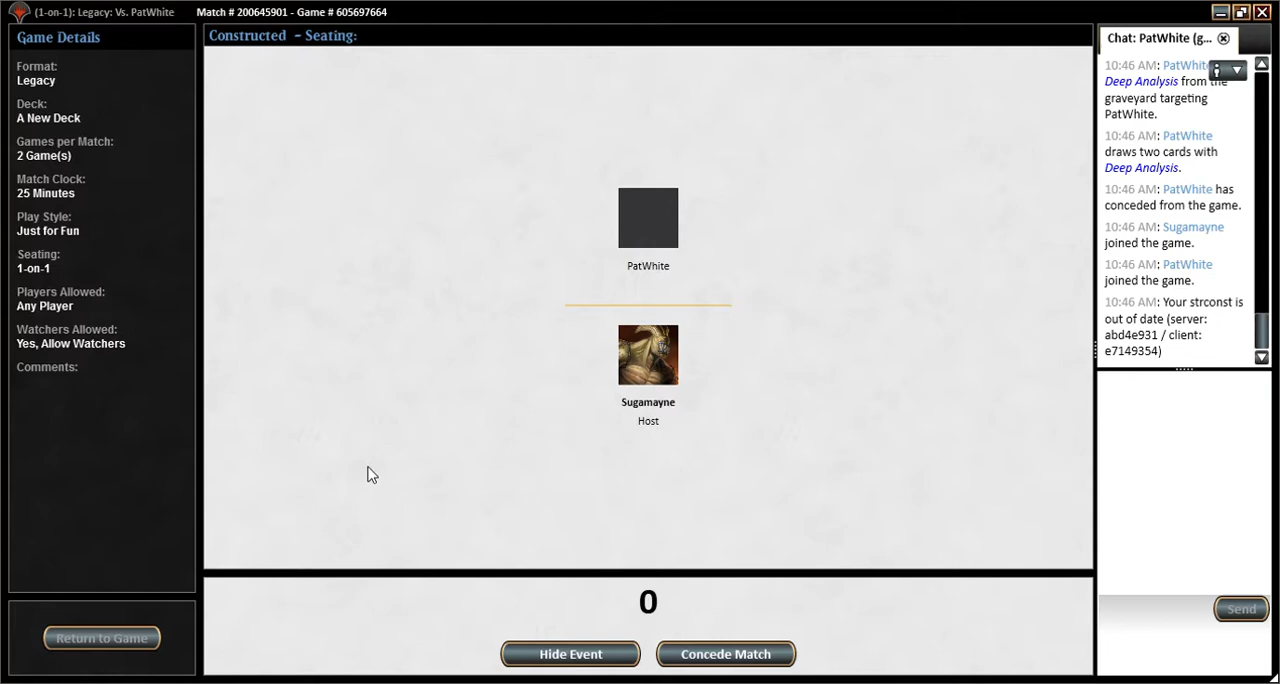 (1-on-1): Legacy: Vs. PatWhite Match # 200645901 - Game # 605697664
Game Details
Format:
Legacy
Deck:
A New Deck
Games per Match:
2 Game(s)
Match Clock:
25 Minutes
Play Style:
Just for Fun
Seating:
1-on-1
Players Allowed:
Any Player
Watchers Allowed:
Yes, Allow Watchers
Comments:
Return to Game
Constructed - Seating:
PatWhite
Sugamayne
Host
0
Hide Event Concede Match
Chat: PatWhite (g...
10:46 AM: PatWhite
Deep Analysis from the
graveyard targeting
PatWhite.
10:46 AM: PatWhite
draws two cards with
Deep Analysis.
10:46 AM: PatWhite has
conceded from the game.
10:46 AM: Sugamayne
joined the game.
10:46 AM: PatWhite
joined the game.
10:46 AM: Your strconst is
out of date (server:
abd4e931 / client:
e7149354)
Send